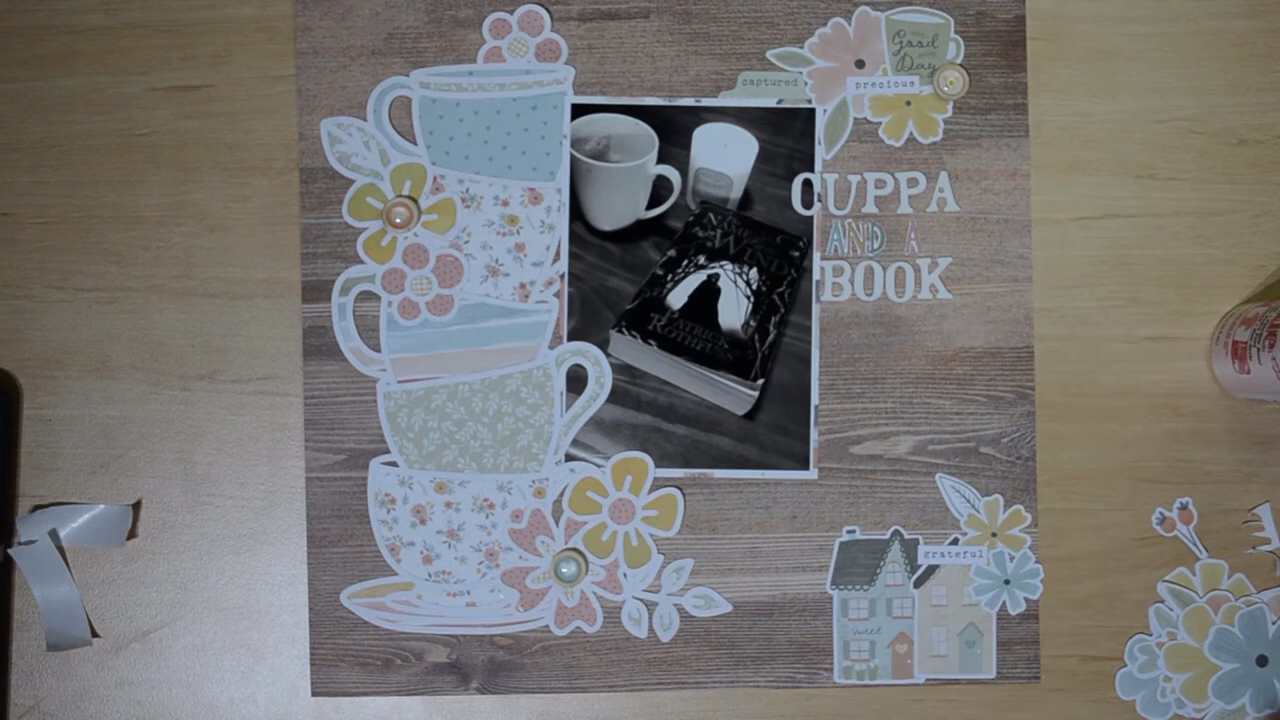 Good
Day
captured
precious
CUPPA
AND A
BOOK
WIND
PATRICK
ROTHFUSS
grateful
sweet